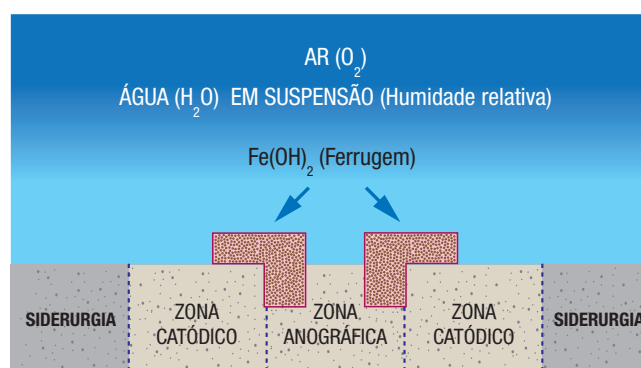 AR (O₂)
ÁGUA (H₂O) EM SUSPENSÃO (Humidade relativa)
Fe(OH)₂ (Ferrugem)
SIDERURGIA
ZONA
CATÓDICO
ZONA
ANOGRÁFICA
ZONA
CATÓDICO
SIDERURGIA